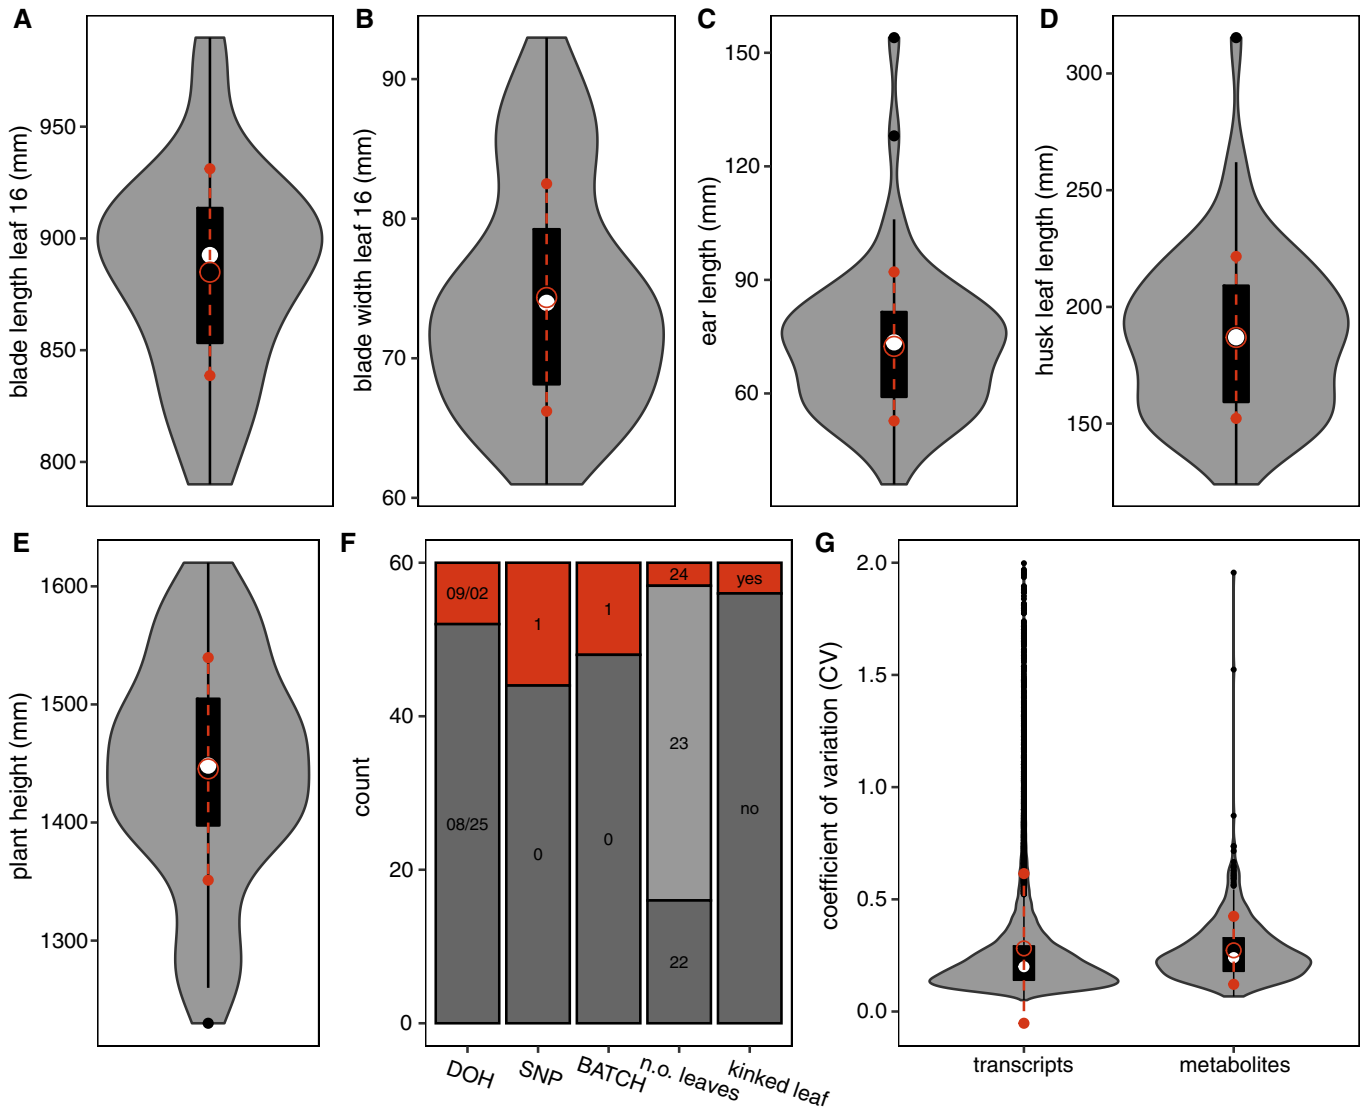 A
blade length leaf 16 (mm)
950
900
850
800
B
blade width leaf 16 (mm)
90
80
70
60
C
ear length (mm)
150
120
90
60
D
husk leaf length (mm)
300
250
200
150
E
plant height (mm)
1600
1500
1400
1300
F
count
60
40
20
0
09/02
08/25
1
0
1
0
24
23
22
yes
no
DOH
SNP
BATCH
n.o. leaves
kinked leaf
G
coefficient of variation (CV)
2.0
1.5
1.0
0.5
0.0
transcripts
metabolites